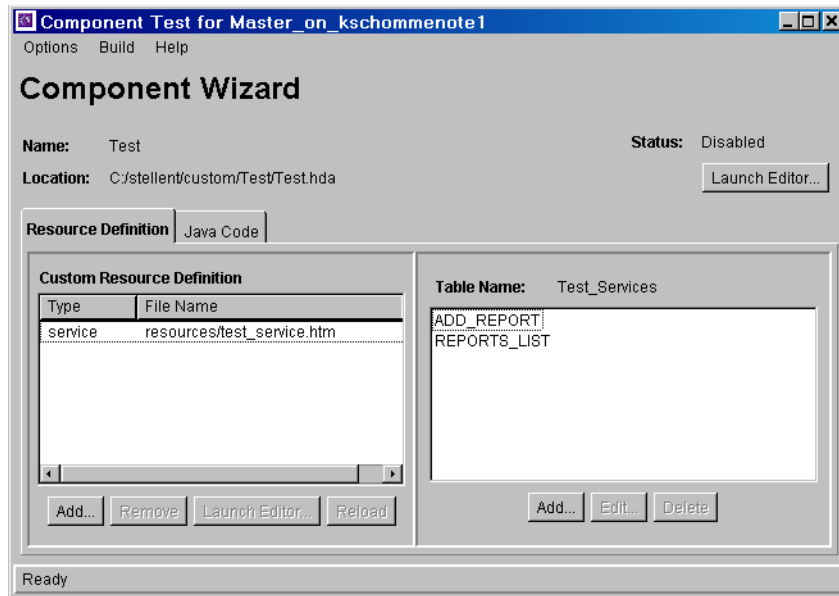 Component Test for Master_on_kschommenote1
Options Build Help
Component Wizard
Name: Test
Status: Disabled
Location: C:/stellent/custom/Test/Test.hda
Launch Editor...
Resource Definition
Java Code
Custom Resource Definition
Type File Name
service resources/test_service.htm
Add... Remove Launch Editor... Reload
Table Name: Test_Services
ADD_REPORT
REPORTS_LIST
Add... Edit... Delete
Ready